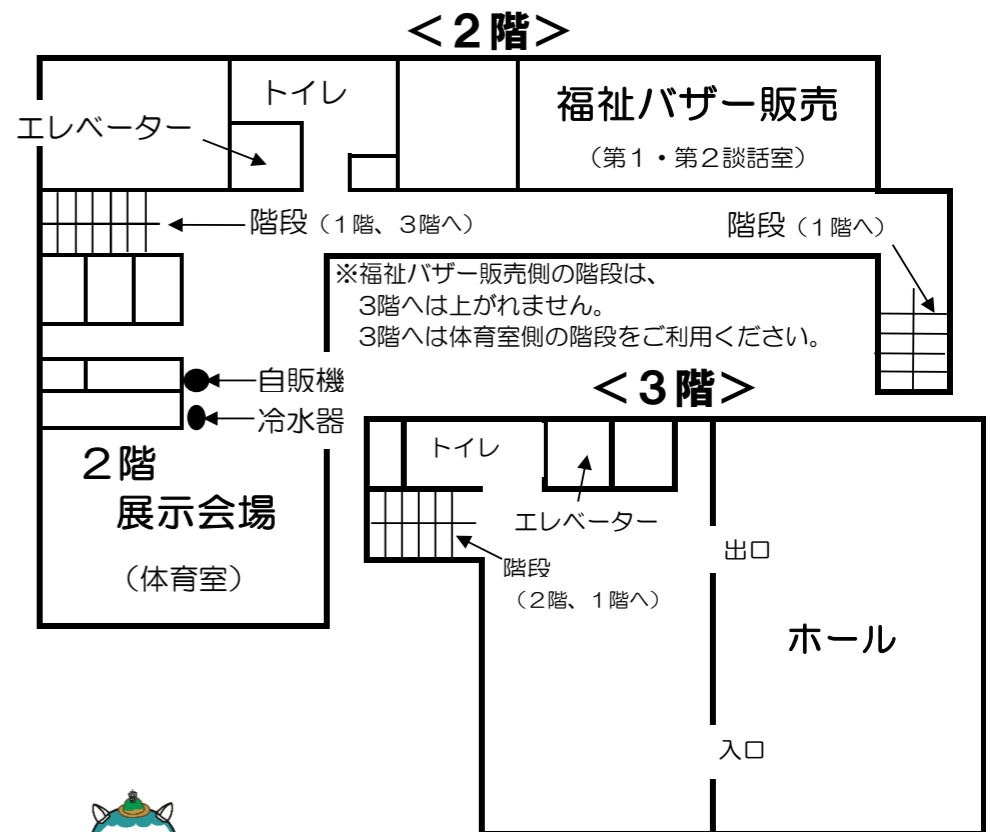 ＜２階＞
トイレ
福祉バザー販売
エレベーター
（第１・第２談話室）
階段（１階、３階へ）
階段（１階へ）
※福祉バザー販売側の階段は、
3階へは上がれません。
3階へは体育室側の階段をご利用ください。
自販機
冷水器
＜３階＞
２階
展示会場
（体育室）
トイレ
エレベーター
階段
（２階、１階へ）
出口
ホール
入口